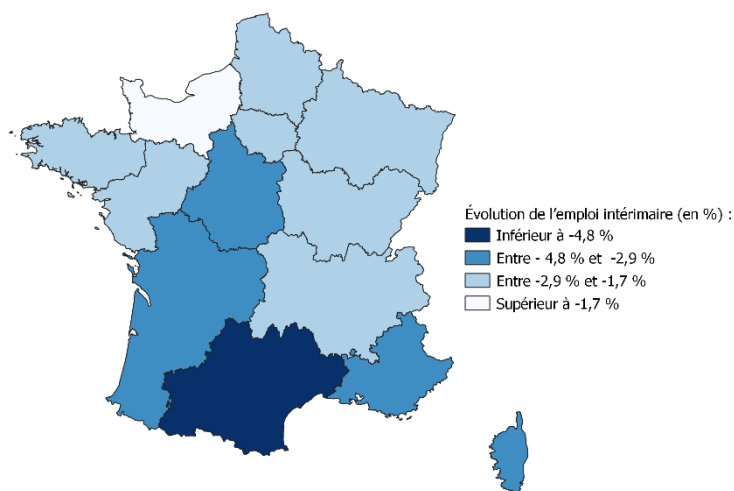 Évolution de l'emploi intérimaire (en %) :
Inférieur à -4,8 %
Entre - 4,8 % et -2,9 %
Entre -2,9 % et -1,7 %
Supérieur à -1,7 %